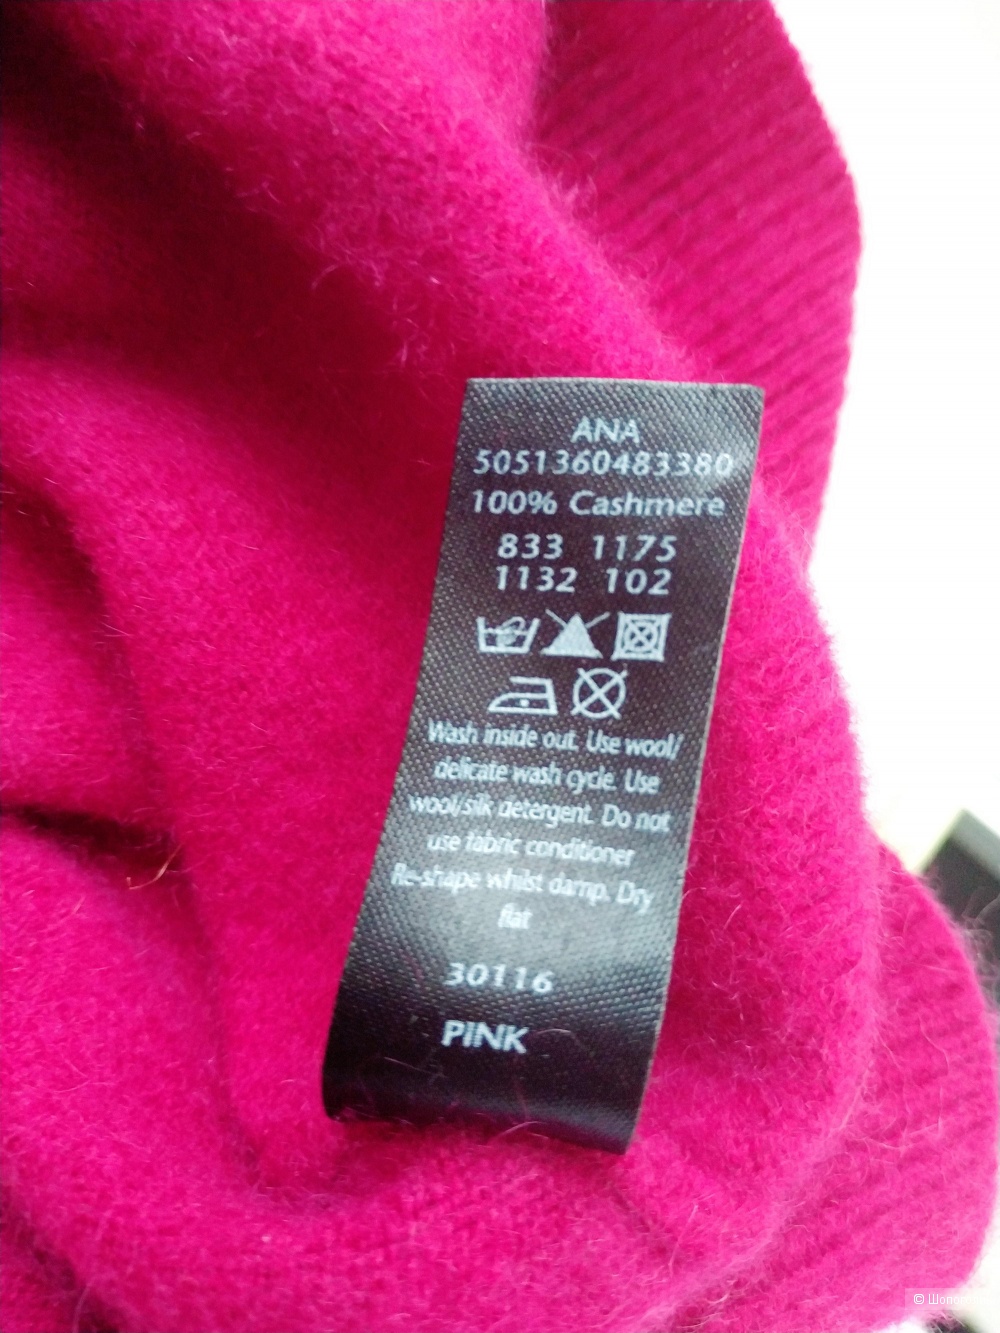 ANA
5051360483380
100% Cashmere
833 1175
1132 102
Wash inside out. Use wool/
delicate wash cycle. Use
wool/silk detergent. Do not
use fabric conditioner
Re-shape whilst damp. Dry
flat
30116
PINK